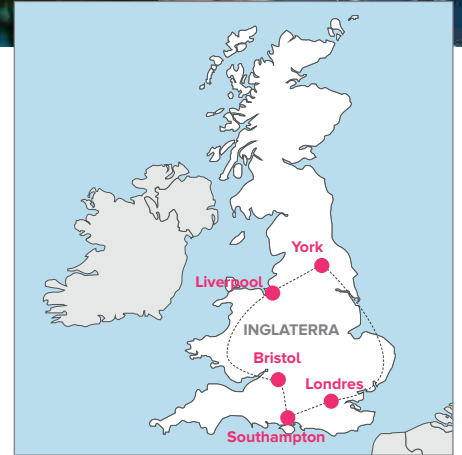 York
Liverpool
INGLATERRA
Bristol
Londres
Southampton